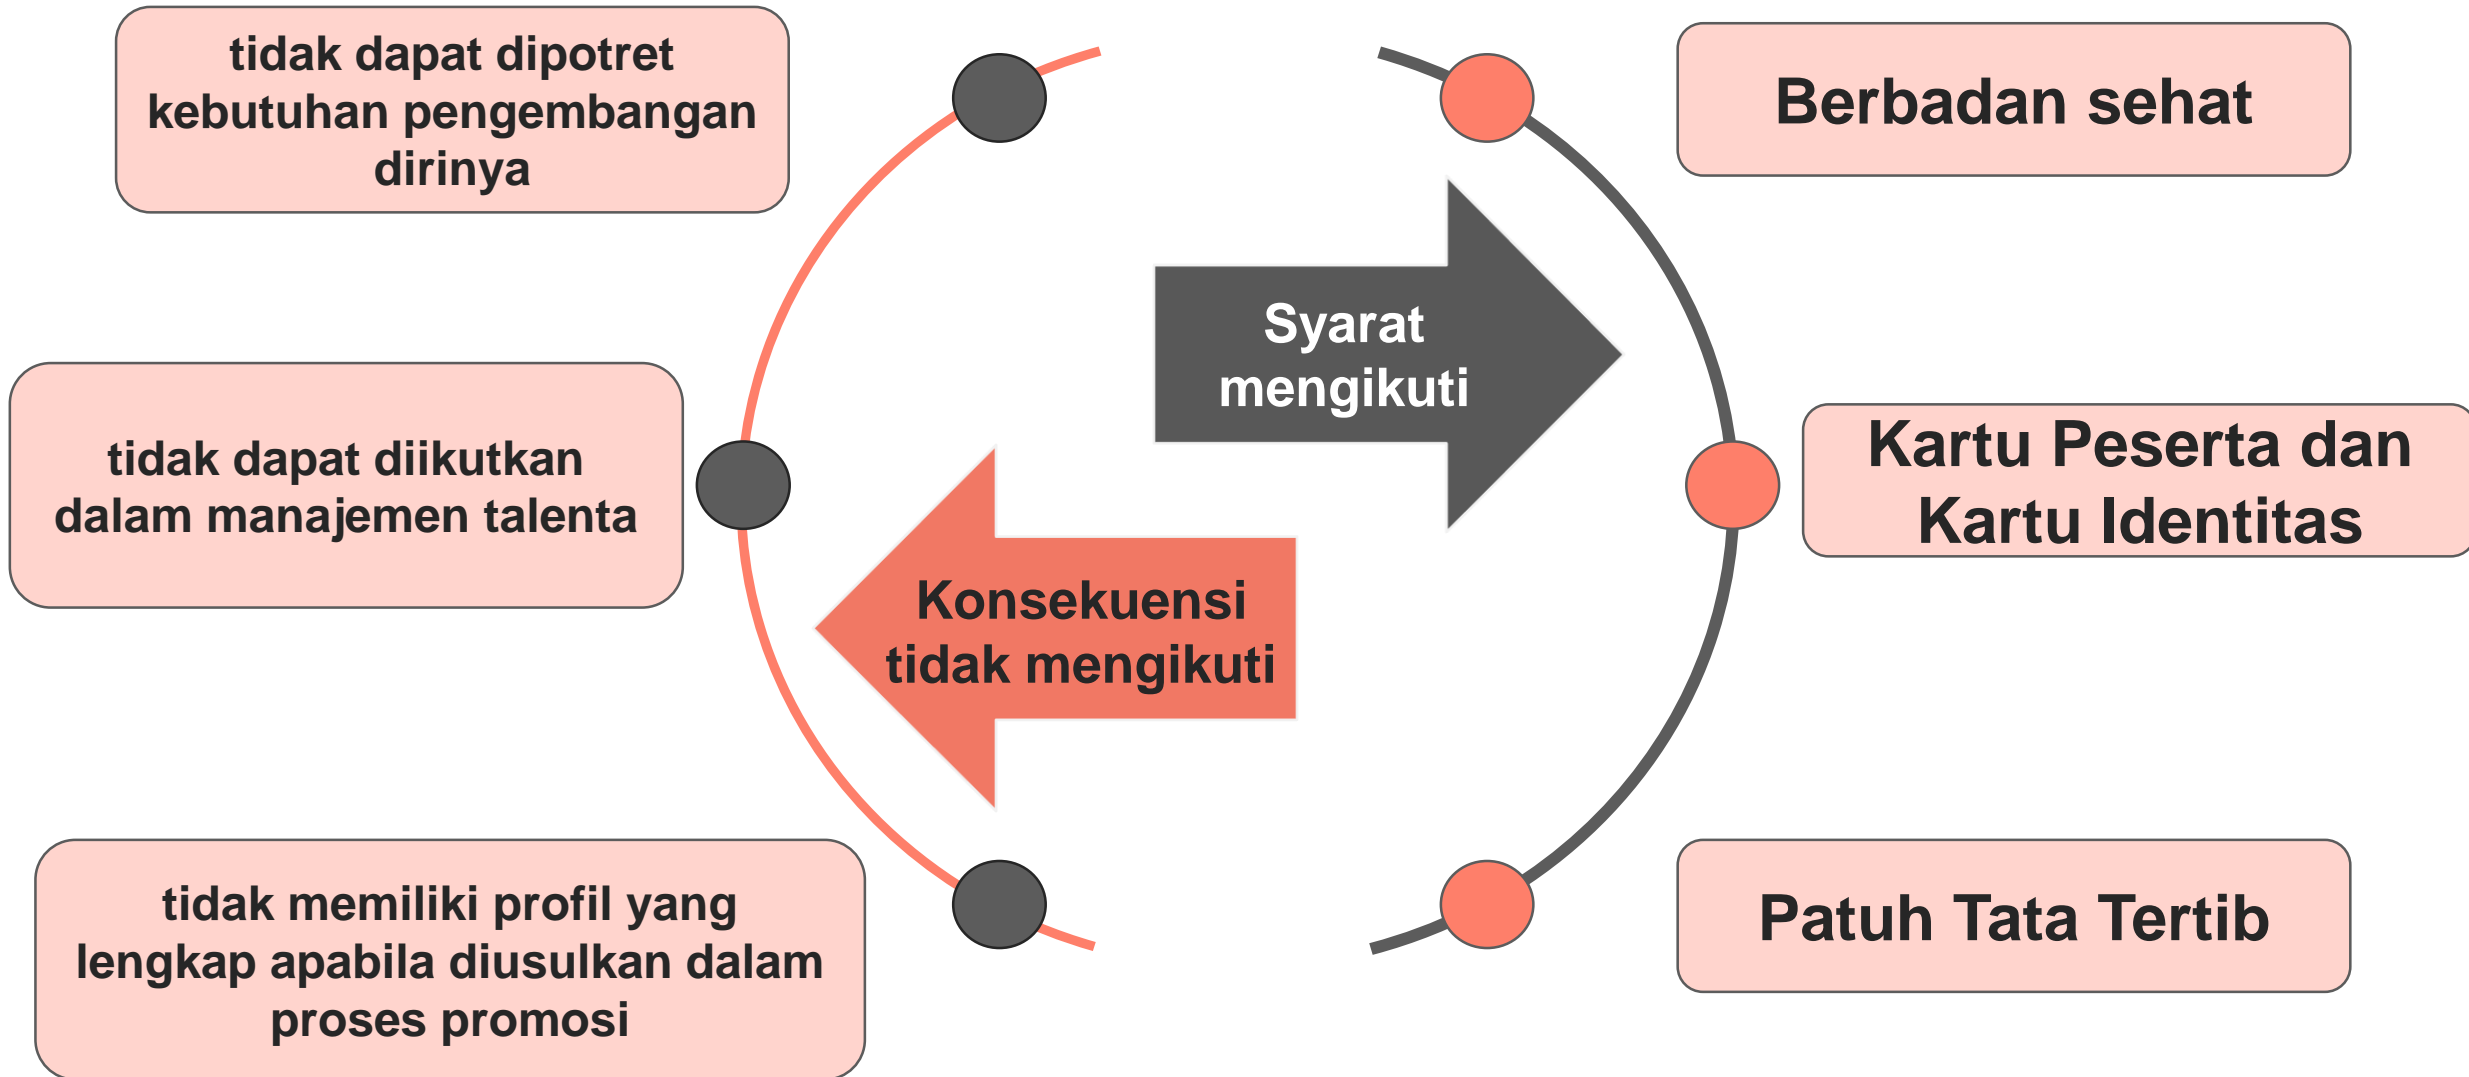 tidak dapat dipotret
kebutuhan pengembangan
dirinya
tidak dapat diikutkan
dalam manajemen talenta
tidak memiliki profil yang
lengkap apabila diusulkan dalam
proses promosi
Konsekuensi
tidak mengikuti
Syarat
mengikuti
Berbadan sehat
Kartu Peserta dan
Kartu Identitas
Patuh Tata Tertib